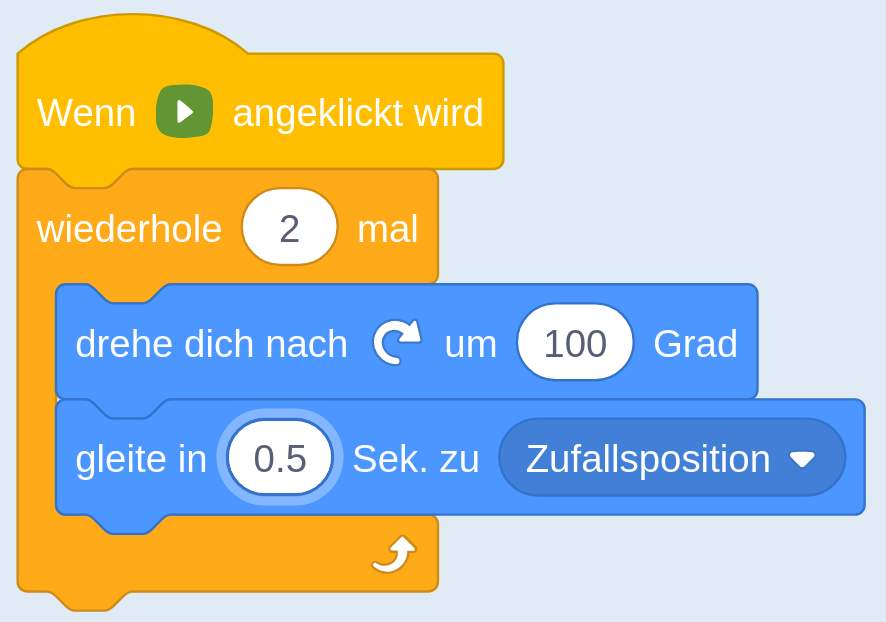 Wenn angeklickt wird
wiederhole 2 mal
drehe dich nach um 100 Grad
gleite in 0.5 Sek. zu Zufallsposition